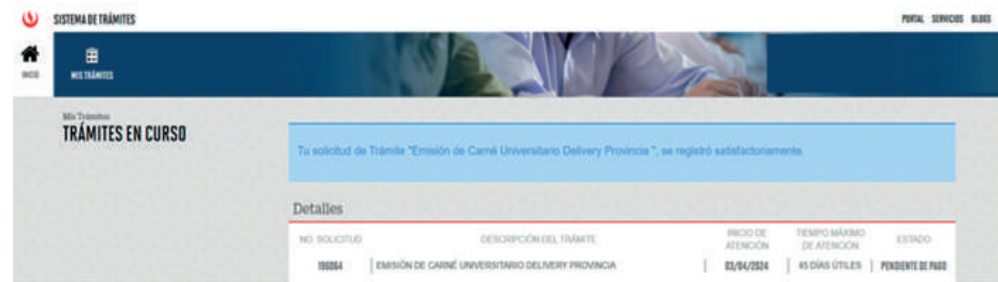 SISTEMA DE TRÁMITES
PORTAL SERVICIOS BLOGS
INICIO
MIS TRÁMITES
Mis Trámites
TRÁMITES EN CURSO
Tu solicitud de Trámite "Emisión de Carné Universitario Delivery Provincia ", se registró satisfactoriamente.
Detalles
NO. SOLICITUD DESCRIPCIÓN DEL TRÁMITE INICIO DE ATENCIÓN TIEMPO MÁXIMO DE ATENCIÓN ESTADO
186064 EMISIÓN DE CARNÉ UNIVERSITARIO DELIVERY PROVINCIA 03/04/2024 45 DÍAS ÚTILES PENDIENTE DE PAGO